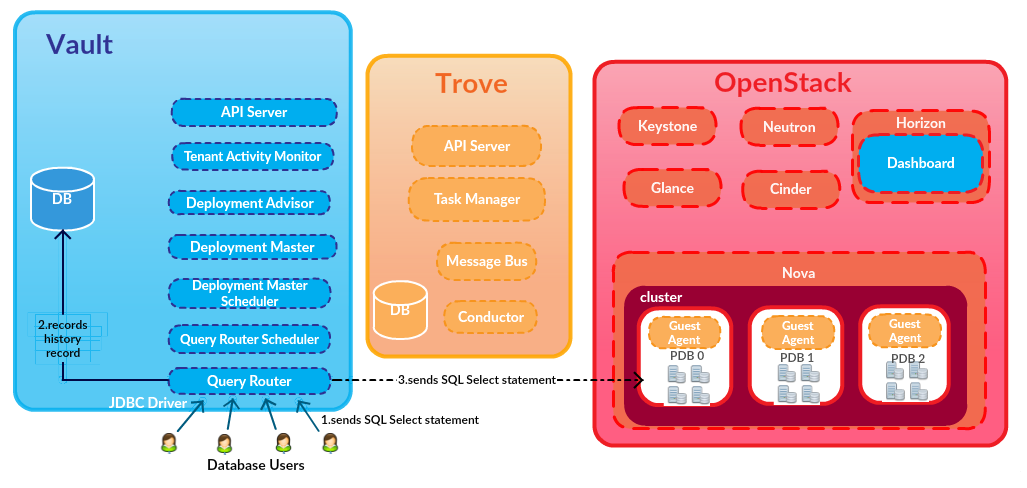 Vault
API Server
Tenant Activity Monitor
Deployment Advisor
Deployment Master
Deployment Master
Scheduler
Query Router Scheduler
Query Router
DB
2.records
history
record
JDBC Driver
1.sends SQL Select statement
Database Users
Trove
API Server
Task Manager
Message Bus
Conductor
DB
3.sends SQL Select statement
OpenStack
Keystone
Neutron
Horizon
Dashboard
Glance
Cinder
Nova
cluster
Guest
Agent
PDB 0
Guest
Agent
PDB 1
Guest
Agent
PDB 2